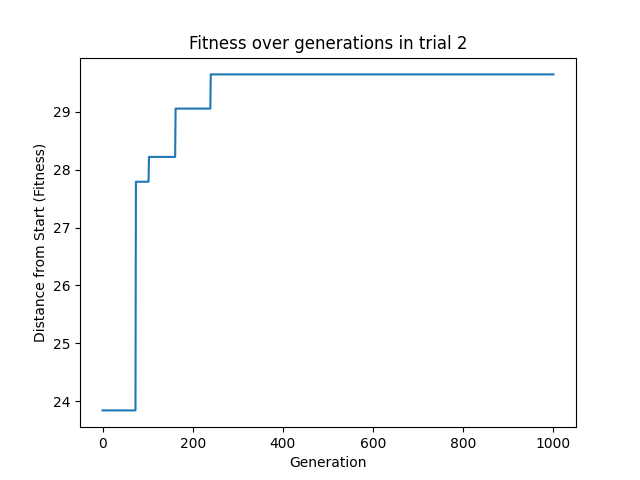 Fitness over generations in trial 2
Distance from Start (Fitness)
29
28
27
26
25
24
0 200 400 600 800 1000
Generation